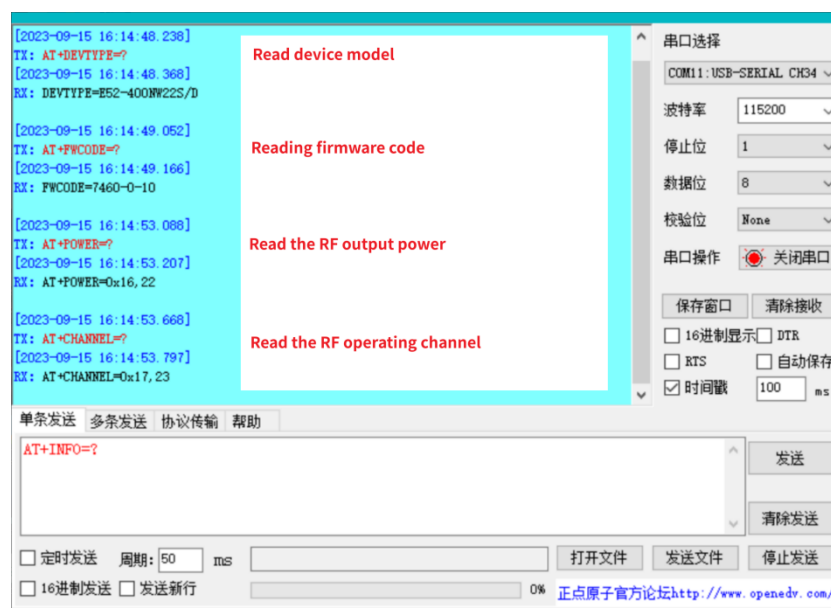 [2023-09-15 16:14:48.238]
TX: AT+DEVTYPE=?
[2023-09-15 16:14:48.368]
RX: DEVTYPE=E52-400NW22S/D
Read device model
[2023-09-15 16:14:49.052]
TX: AT+FWCODE=?
[2023-09-15 16:14:49.166]
RX: FWCODE=7460-0-10
Reading firmware code
[2023-09-15 16:14:53.088]
TX: AT+POWER=?
[2023-09-15 16:14:53.207]
RX: AT+POWER=0x16,22
Read the RF output power
[2023-09-15 16:14:53.668]
TX: AT+CHANNEL=?
[2023-09-15 16:14:53.797]
RX: AT+CHANNEL=0x17,23
Read the RF operating channel
串口选择
COM11:USB-SERIAL CH34
波特率 115200
停止位 1
数据位 8
校验位 None
串口操作 关闭串口
保存窗口 清除接收
16进制显示 DTR
RTS 自动保存
时间戳 100 ms
单条发送 多条发送 协议传输 帮助
AT+INFO=?
发送
清除发送
定时发送 周期: 50 ms 打开文件 发送文件 停止发送
16进制发送 发送新行 0% 正点原子官方论坛http://www.openedv.com/